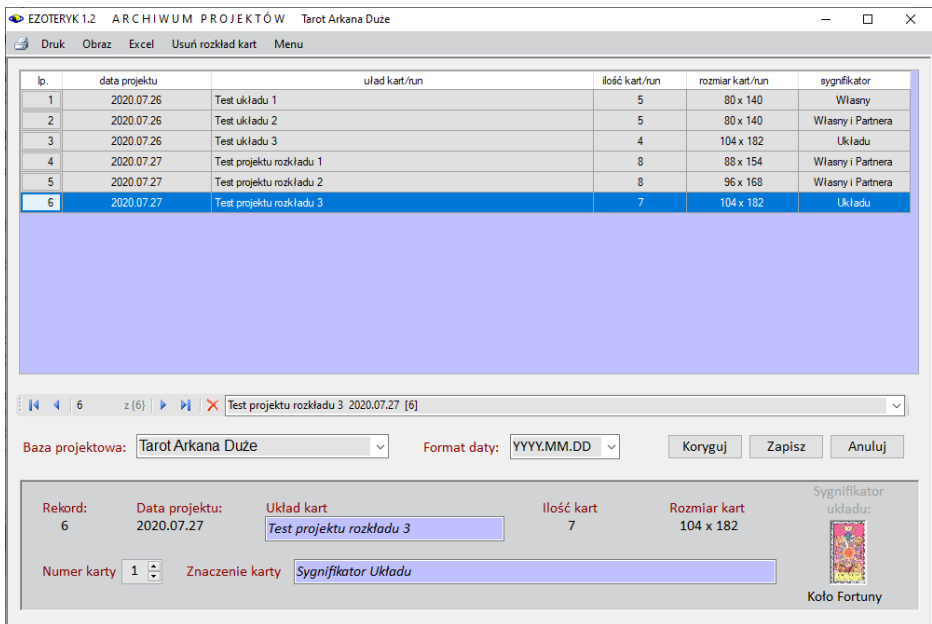 EZOTERYK 1.2 ARCHIWUM PROJEKTÓW Tarot Arkana Duże
Druk Obraz Excel Usuń rozkład kart Menu
lp. data projektu uład kart/run ilość kart/run rozmiar kart/run sygnifikator
1 2020.07.26 Test układu 1 5 80 x 140 Własny
2 2020.07.26 Test układu 2 5 80 x 140 Własny i Partnera
3 2020.07.26 Test układu 3 4 104 x 182 Układu
4 2020.07.27 Test projektu rozkładu 1 8 88 x 154 Własny i Partnera
5 2020.07.27 Test projektu rozkładu 2 8 96 x 168 Własny i Partnera
6 2020.07.27 Test projektu rozkładu 3 7 104 x 182 Układu
6 z {6} Test projektu rozkładu 3 2020.07.27 [6]
Baza projektowa: Tarot Arkana Duże Format daty: YYYY.MM.DD Koryguj Zapisz Anuluj
Sygnifikator
Rekord: Data projektu: Układ kart Ilość kart Rozmiar kart układu:
6 2020.07.27 Test projektu rozkładu 3 7 104 x 182
Numer karty 1 Znaczenie karty Sygnifikator Układu
Koło Fortuny